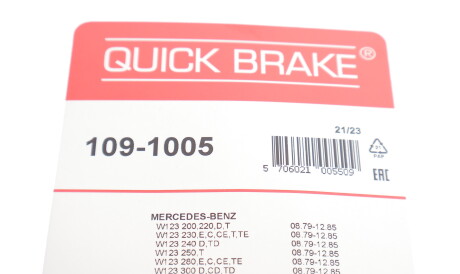 QUICK BRAKE®
21/23
109-1005
5 706021 005509
PAP
EAC
MERCEDES-BENZ
W123 200,220,D,T 08.79-12.85
W123 230,E,C,CE,T,TE 08.79-12.85
W123 240 D,TD 08.79-12.85
W123 250,T 08.79-12.85
W123 280,E,C,CE,TE 08.79-12.85
W123 300 D,CD,TD 08.79-12.85